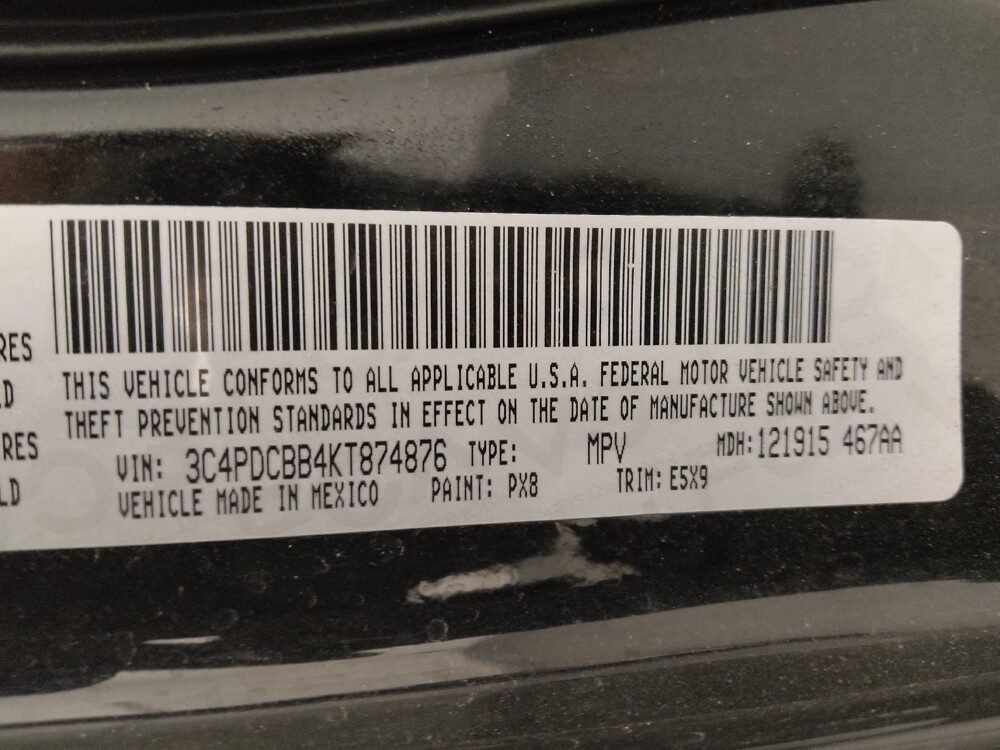 RES
LD
RES
LD
THIS VEHICLE CONFORMS TO ALL APPLICABLE U.S.A. FEDERAL MOTOR VEHICLE SAFETY AND
THEFT PREVENTION STANDARDS IN EFFECT ON THE DATE OF MANUFACTURE SHOWN ABOVE.
VIN: 3C4PDCBB4KT874876 TYPE: MPV MDH:121915 467AA
VEHICLE MADE IN MEXICO PAINT: PX8 TRIM: E5X9